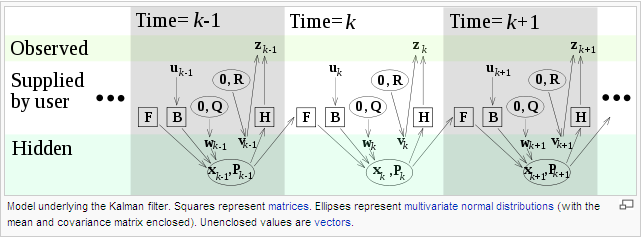 Time= k-1 Time= k Time= k+1
Observed z k-1 z k z k+1
Supplied by user ••• u k-1 0, R u k 0, R u k+1 0, R •••
0, Q 0, Q 0, Q
F B H F B H F B H
Hidden w k-1 v k-1 w k v k w k+1 v k+1
x k-1, P k-1 x k, P k x k+1, P k+1
Model underlying the Kalman filter. Squares represent matrices. Ellipses represent multivariate normal distributions (with the
mean and covariance matrix enclosed). Unenclosed values are vectors.